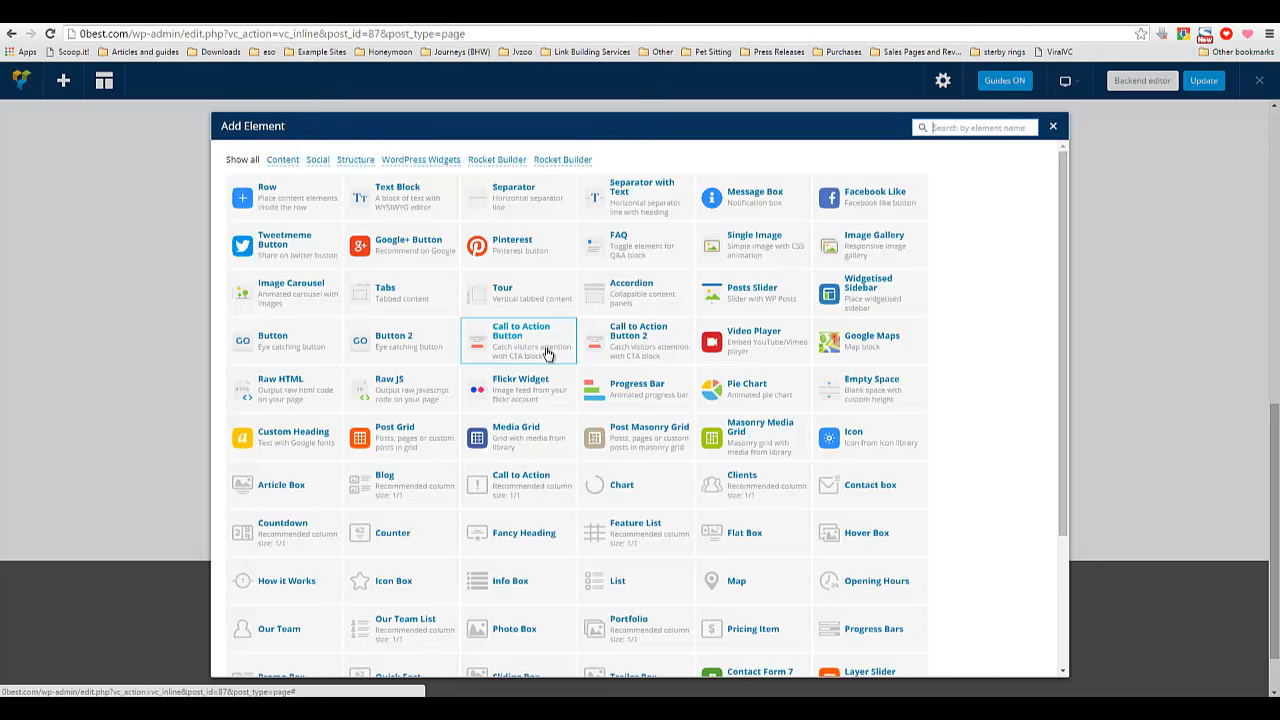 0best.com/wp-admin/edit.php?vc_action=vc_inline&post_id=87&post_type=page
Apps Scoop.it! Articles and guides Downloads eso Example Sites Honeymoon Journeys (BHW) Jvzoo Link Building Services Other Pet Sitting Press Releases Purchases Sales Pages and Rev... sterby rings ViralVC Other bookmarks
Guides ON Backend editor Update
Add Element Search by element name
Show all Content Social Structure WordPress Widgets Rocket Builder Rocket Builder
Row
Place content elements
inside the row
Text Block
A block of text with
WYSIWYG editor
Separator
Horizontal separator
line
Separator with
Text
Horizontal separator
line with heading
Message Box
Notification box
Facebook Like
Facebook like button
Tweetmeme
Button
Share on twitter button
Google+ Button
Recommend on Google
Pinterest
Pinterest button
FAQ
Toggle element for
Q&A block
Single Image
Simple image with CSS
animation
Image Gallery
Responsive image
gallery
Image Carousel
Animated carousel with
images
Tabs
Tabbed content
Tour
Vertical tabbed content
Accordion
Collapsible content
panels
Posts Slider
Slider with WP Posts
Widgetised
Sidebar
Place widgetised
sidebar
GO
Button
Eye catching button
GO
Button 2
Eye catching button
Call to Action
Button
Catch visitors attention
with CTA block
Call to Action
Button 2
Catch visitors attention
with CTA block
Video Player
Embed YouTube/Vimeo
player
Google Maps
Map block
Raw HTML
Output raw html code
on your page
Raw JS
Output raw javascript
code on your page
Flickr Widget
Image feed from your
flickr account
Progress Bar
Animated progress bar
Pie Chart
Animated pie chart
Empty Space
Blank space with
custom height
Custom Heading
Text with Google fonts
Post Grid
Posts, pages or custom
posts in grid
Media Grid
Grid with media from
library
Post Masonry Grid
Posts, pages or custom
posts in masonry grid
Masonry Media
Grid
Masonry grid with
media from library
Icon
Icon from icon library
Article Box
Blog
Recommended column
size: 1/1
Call to Action
Recommended column
size: 1/1
Chart
Clients
Recommended column
size: 1/1
Contact box
Countdown
Recommended column
size: 1/1
42
Counter
Fancy Heading
Feature List
Recommended column
size: 1/1
Flat Box
Hover Box
How it Works
Icon Box
Info Box
List
Map
Opening Hours
Our Team
Our Team List
Recommended column
size: 1/1
Photo Box
Portfolio
Recommended column
size: 1/1
Pricing Item
Progress Bars
Promo Box
Quick Fact
Sliding Box
Trailer Box
Contact Form 7
Layer Slider
0best.com/wp-admin/edit.php?vc_action=vc_inline&post_id=87&post_type=page#